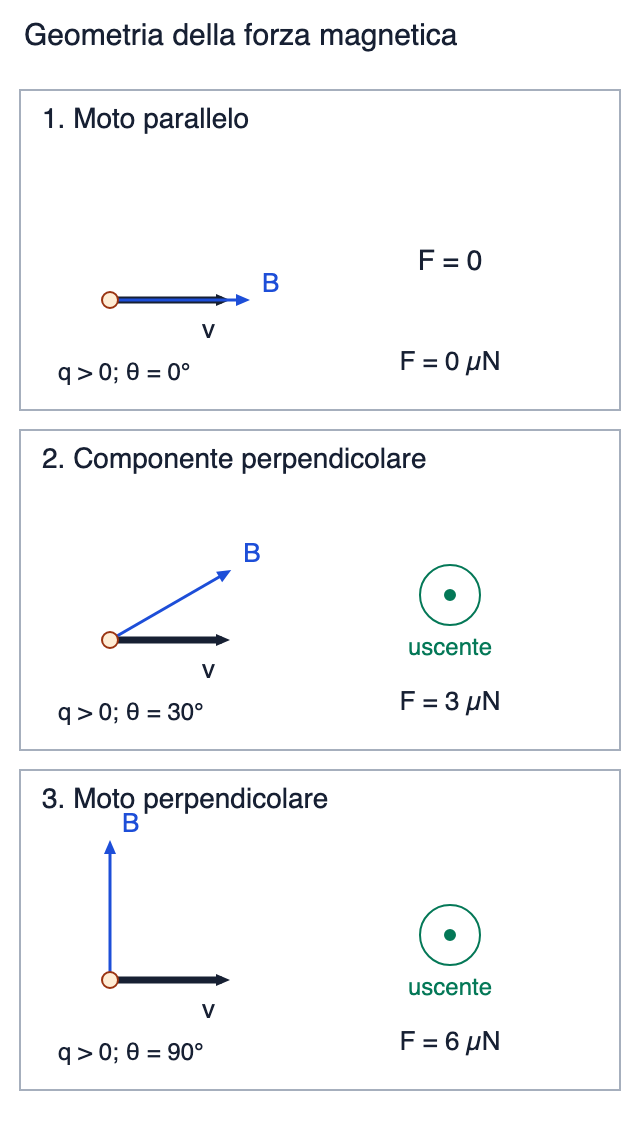 Geometria della forza magnetica
1. Moto parallelo
F = 0
B
v
F = 0 μN
q > 0; θ = 0°
2. Componente perpendicolare
B
uscente
v
F = 3 μN
q > 0; θ = 30°
3. Moto perpendicolare
B
uscente
v
F = 6 μN
q > 0; θ = 90°